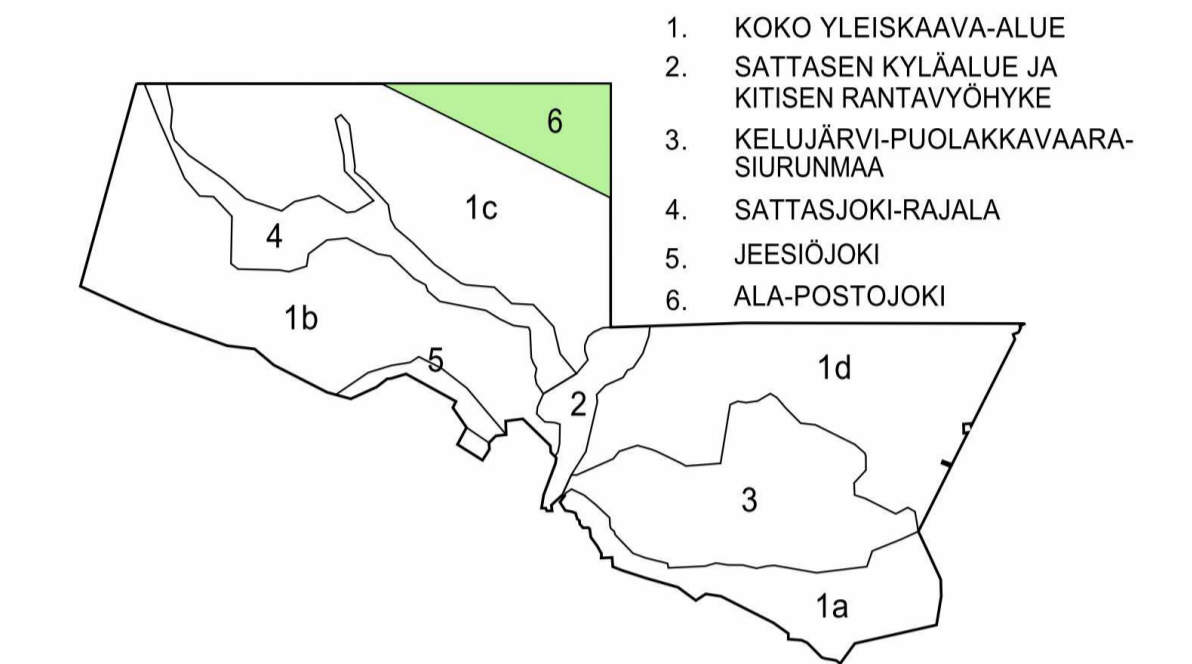 1. KOKO YLEISKAAVA-ALUE
2. SATTASEN KYLÄALUE JA
KITISEN RANTAVYÖHYKE
3. KELUJÄRVI-PUOLAKKAVAARA-
SIURUNMAA
4. SATTASJOKI-RAJALA
5. JEESIÖJOKI
6. ALA-POSTOJOKI
6
1c
4
1b
5
1d
2
3
1a